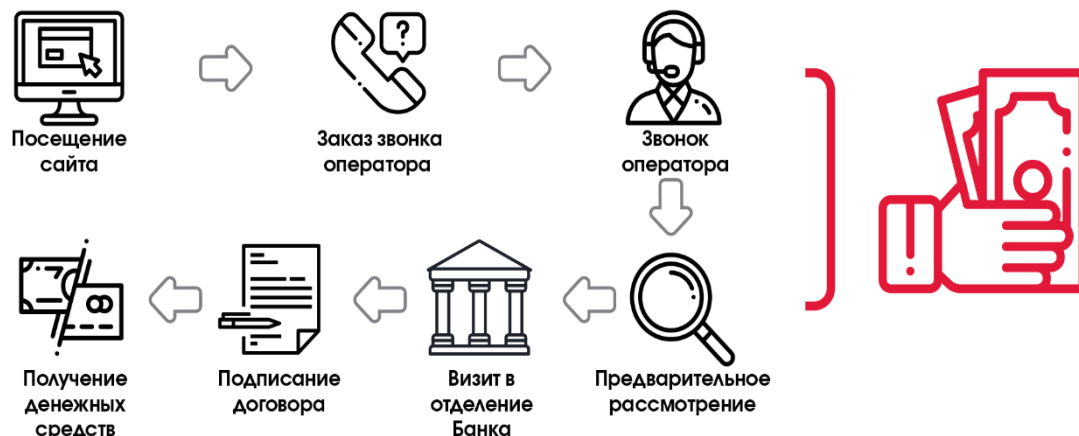 Посещение
сайта
Заказ звонка
оператора
Звонок
оператора
Получение
денежных
средств
Подписание
договора
Визит в
отделение
Банка
Предварительное
рассмотрение